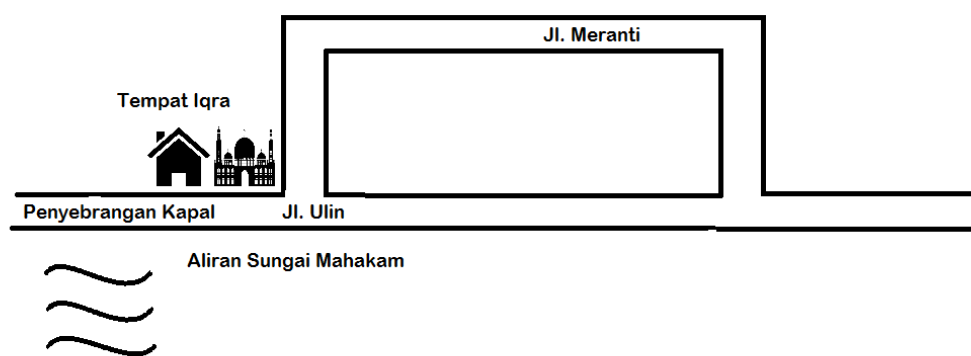 Jl. Meranti
Tempat Iqra
Penyebrangan Kapal
Jl. Ulin
Aliran Sungai Mahakam